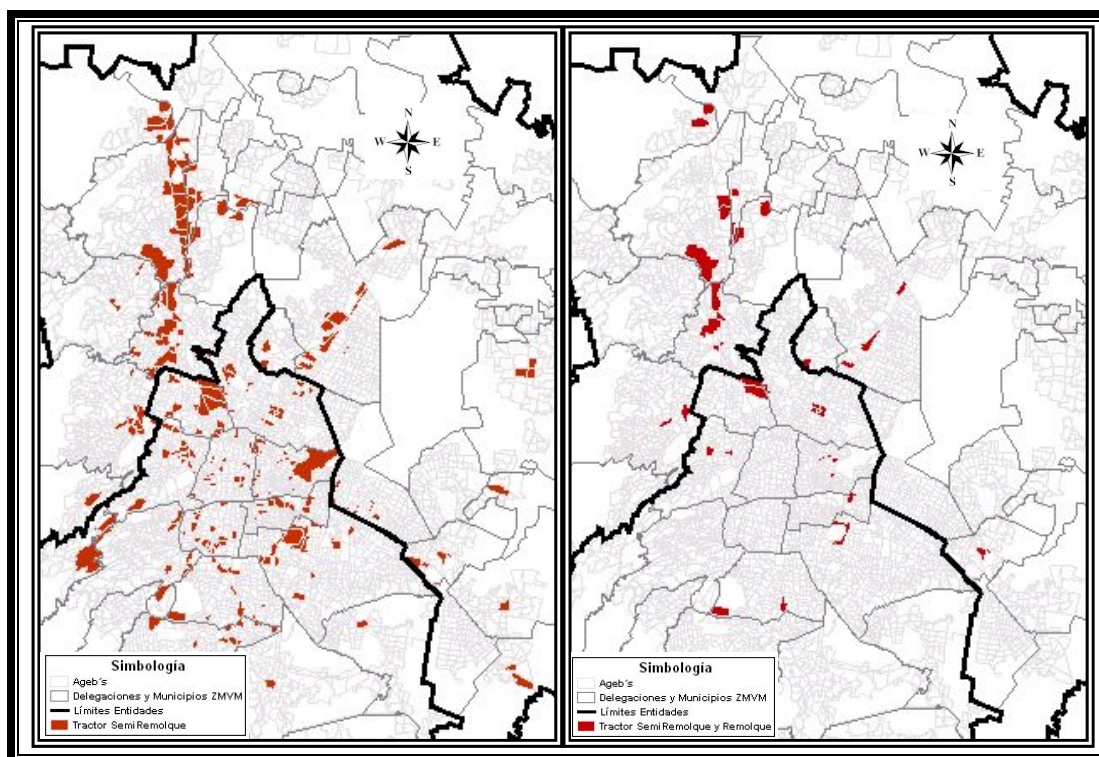 N
W E
S
Simbología
Ageb's
Delegaciones y Municipios ZMVM
Límites Entidades
Tractor SemiRemolque
N
W E
S
Simbología
Ageb's
Delegaciones y Municipios ZMVM
Límites Entidades
Tractor SemiRemolque y Remolque